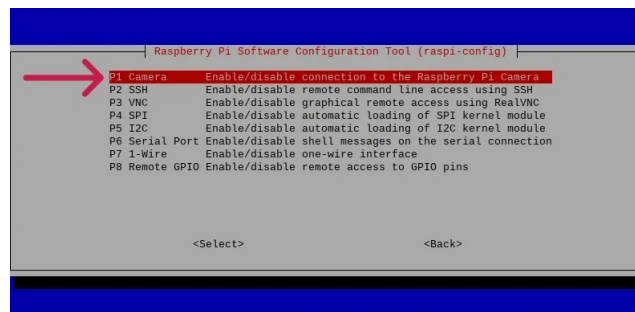 Raspberry Pi Software Configuration Tool (raspi-config)
P1 Camera Enable/disable connection to the Raspberry Pi Camera
P2 SSH Enable/disable remote command line access using SSH
P3 VNC Enable/disable graphical remote access using RealVNC
P4 SPI Enable/disable automatic loading of SPI kernel module
P5 I2C Enable/disable automatic loading of I2C kernel module
P6 Serial Port Enable/disable shell messages on the serial connection
P7 1-Wire Enable/disable one-wire interface
P8 Remote GPIO Enable/disable remote access to GPIO pins
<Select> <Back>